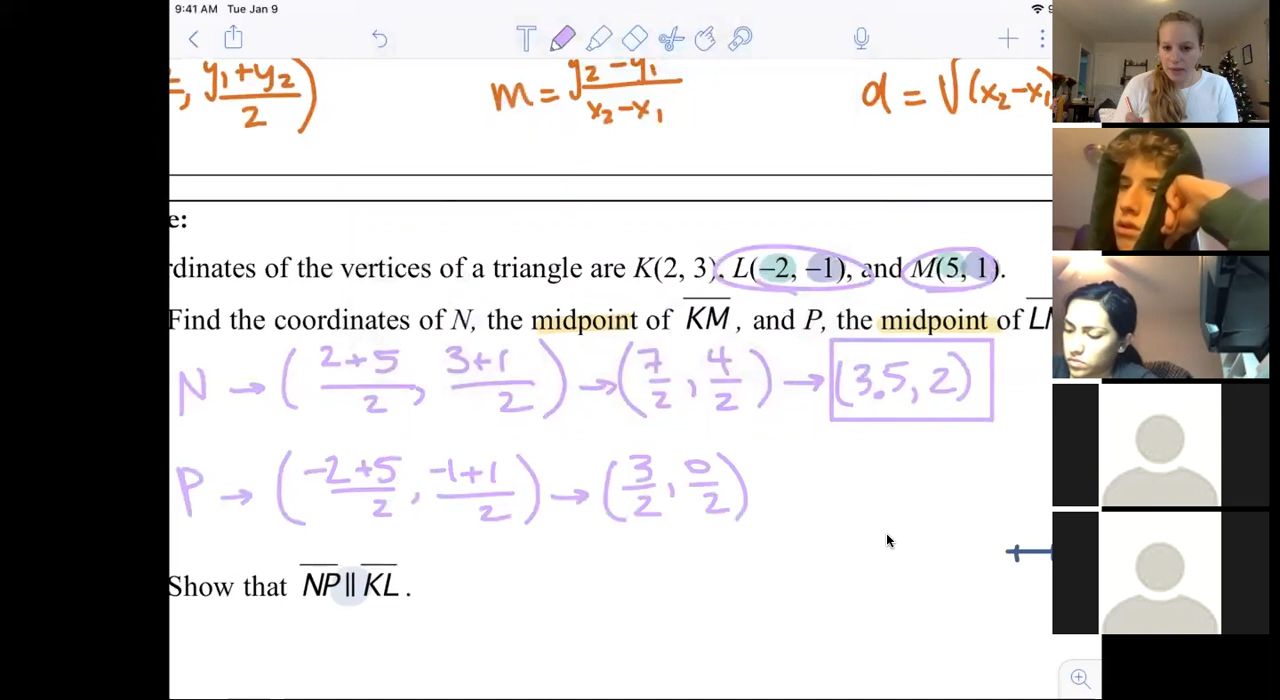 9:41 AM Tue Jan 9
, y₁+y₂/2)
m = y₂-y₁/x₂-x₁
d = √(x₂-x₁)
e:
rdinates of the vertices of a triangle are K(2, 3), L(−2, −1), and M(5, 1).
Find the coordinates of N, the midpoint of KM, and P, the midpoint of
N → (2+5/2, 3+1/2) → (7/2, 4/2) → (3.5, 2)
P → (-2+5/2, -1+1/2) → (3/2, 0/2)
Show that NP || KL.